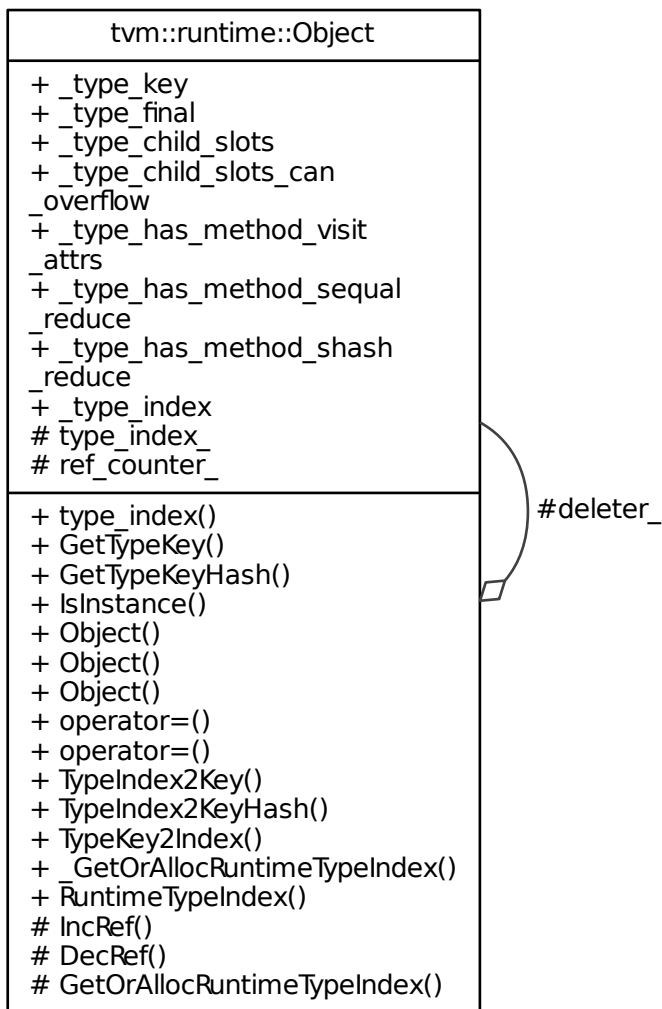 tvm::runtime::Object
+ _type_key
+ _type_final
+ _type_child_slots
+ _type_child_slots_can
_overflow
+ _type_has_method_visit
_attrs
+ _type_has_method_sequal
_reduce
+ _type_has_method_shash
_reduce
+ _type_index
# type_index_
# ref_counter_
+ type_index()
+ GetTypeKey()
+ GetTypeKeyHash()
+ IsInstance()
+ Object()
+ Object()
+ Object()
+ operator=()
+ operator=()
+ TypeIndex2Key()
+ TypeIndex2KeyHash()
+ TypeKey2Index()
+ _GetOrAllocRuntimeTypeIndex()
+ RuntimeTypeIndex()
# IncRef()
# DecRef()
# GetOrAllocRuntimeTypeIndex()
#deleter_